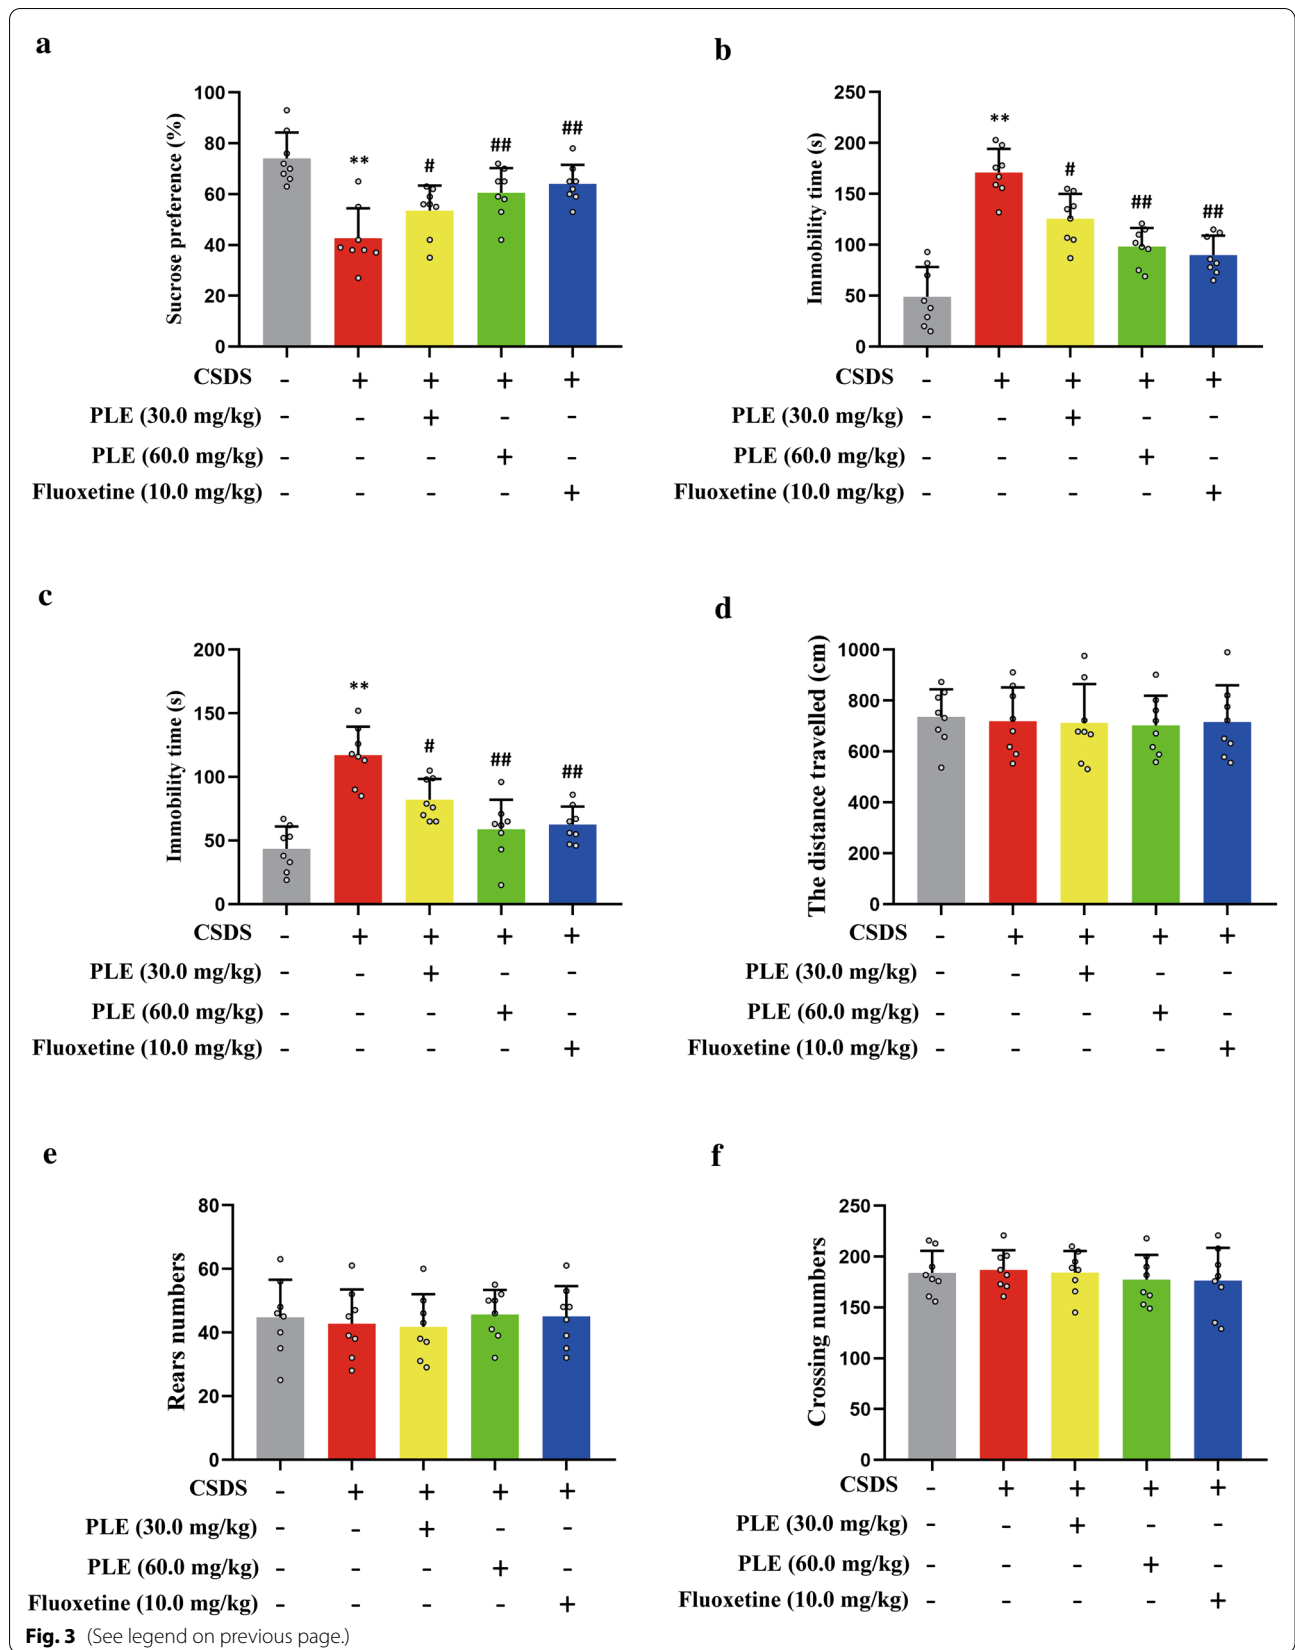 a
100
80
60
40
20
0
Sucrose preference (%)
** # ## ##
CSDS - + + + +
PLE (30.0 mg/kg) - - + - -
PLE (60.0 mg/kg) - - - + -
Fluoxetine (10.0 mg/kg) - - - - +
b
250
200
150
100
50
0
Immobility time (s)
** # ## ##
CSDS - + + + +
PLE (30.0 mg/kg) - - + - -
PLE (60.0 mg/kg) - - - + -
Fluoxetine (10.0 mg/kg) - - - - +
c
200
150
100
50
0
Immobility time (s)
** # ## ##
CSDS - + + + +
PLE (30.0 mg/kg) - - + - -
PLE (60.0 mg/kg) - - - + -
Fluoxetine (10.0 mg/kg) - - - - +
d
1000
800
600
400
200
0
The distance travelled (cm)
CSDS - + + + +
PLE (30.0 mg/kg) - - + - -
PLE (60.0 mg/kg) - - - + -
Fluoxetine (10.0 mg/kg) - - - - +
e
80
60
40
20
0
Rears numbers
CSDS - + + + +
PLE (30.0 mg/kg) - - + - -
PLE (60.0 mg/kg) - - - + -
Fluoxetine (10.0 mg/kg) - - - - +
f
250
200
150
100
50
0
Crossing numbers
CSDS - + + + +
PLE (30.0 mg/kg) - - + - -
PLE (60.0 mg/kg) - - - + -
Fluoxetine (10.0 mg/kg) - - - - +
Fig. 3 (See legend on previous page.)